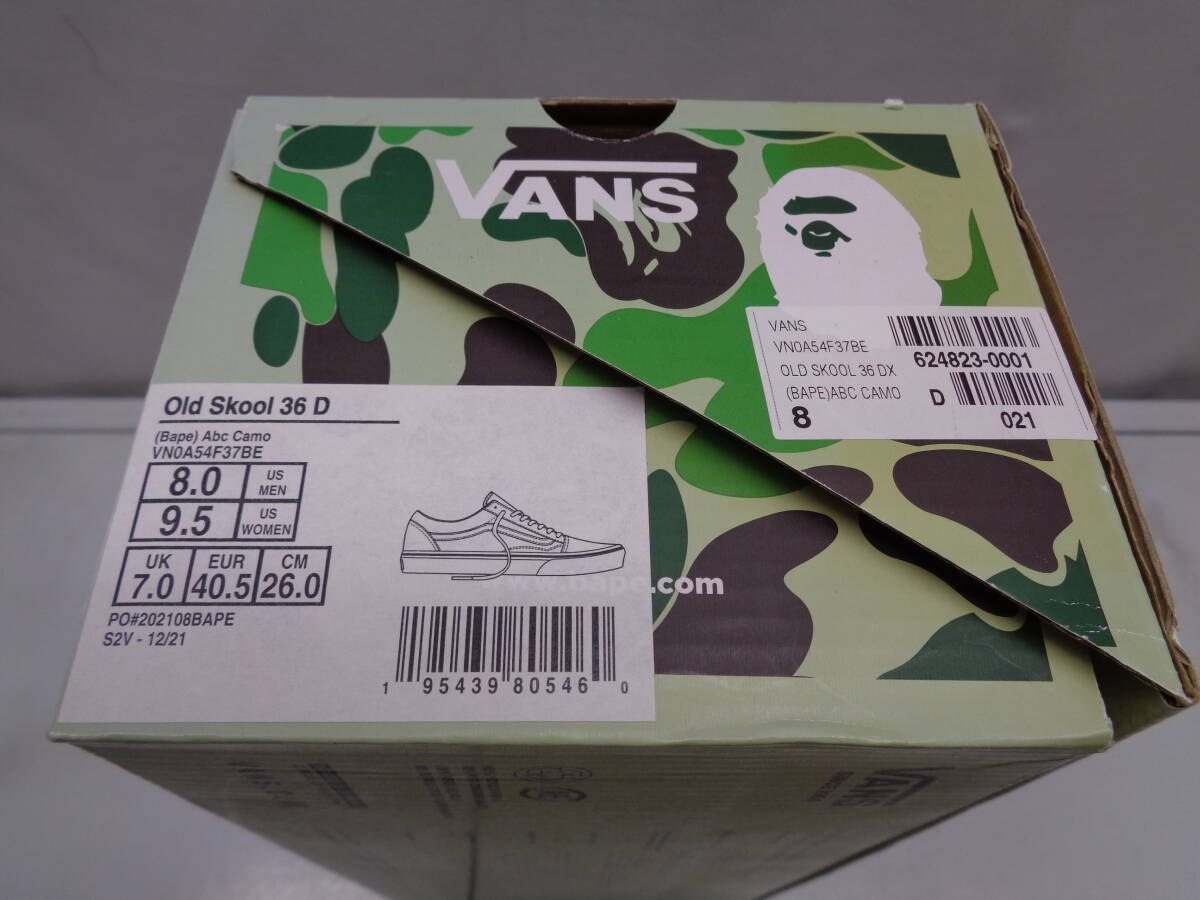 VANS
VANS
VN0A54F37BE
OLD SKOOL 36 DX
(BAPE)ABC CAMO
8
624823-0001
D
021
Old Skool 36 D
(Bape) Abc Camo
VN0A54F37BE
8.0 US MEN
9.5 US WOMEN
UK EUR CM
7.0 40.5 26.0
PO#202108BAPE
S2V - 12/21
1 95439 80546 0
.com
VANS